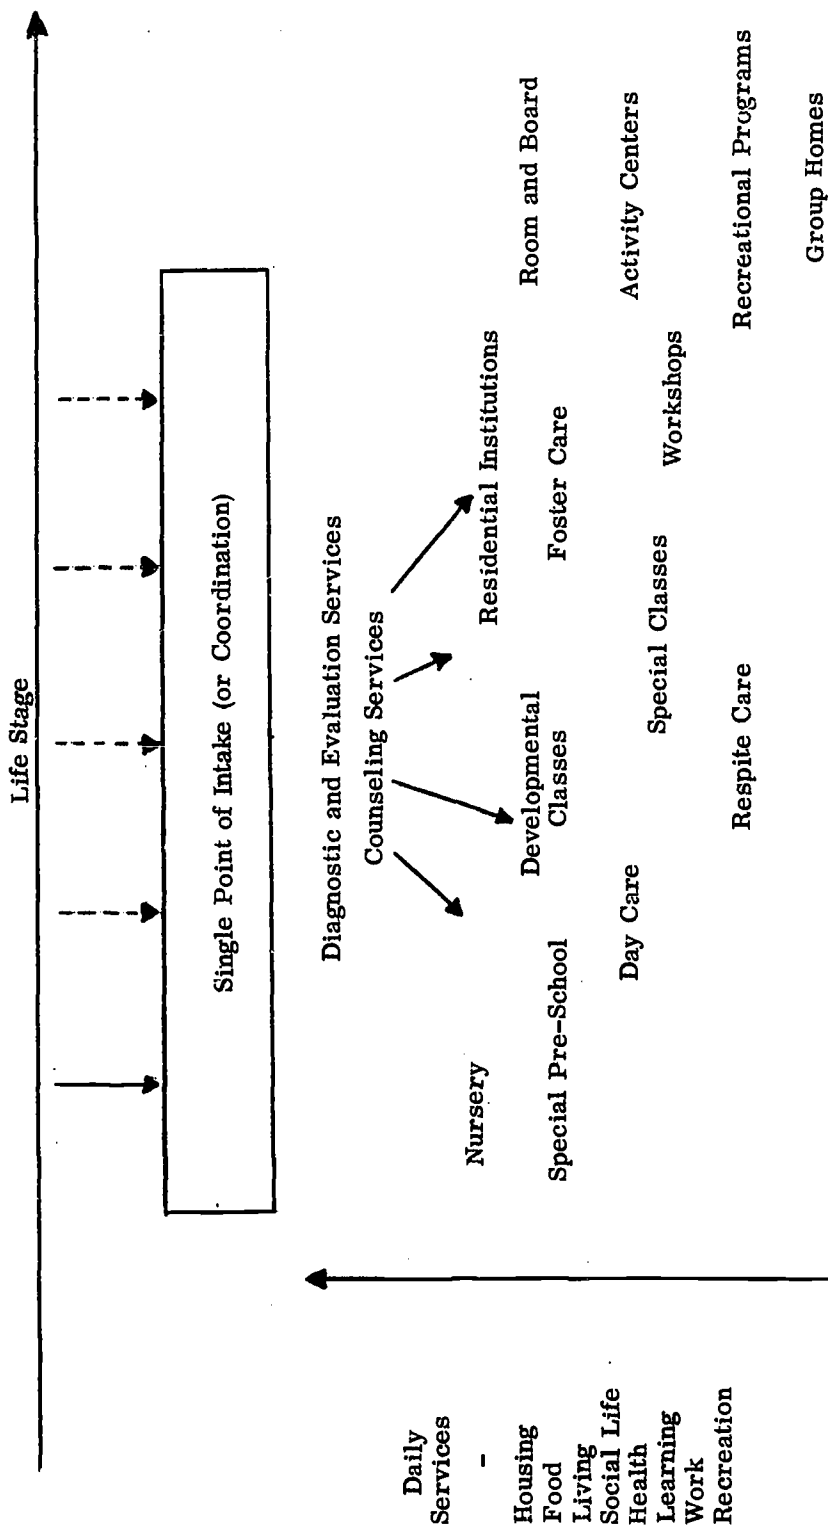 Life Stage
Single Point of Intake (or Coordination)
Diagnostic and Evaluation Services
Counseling Services
Nursery
Residential Institutions
Special Pre-School
Developmental
Classes
Foster Care
Room and Board
Day Care
Special Classes
Workshops
Activity Centers
Respite Care
Recreational Programs
Group Homes
Daily
Services
-
Housing
Food
Living
Social Life
Health
Learning
Work
Recreation